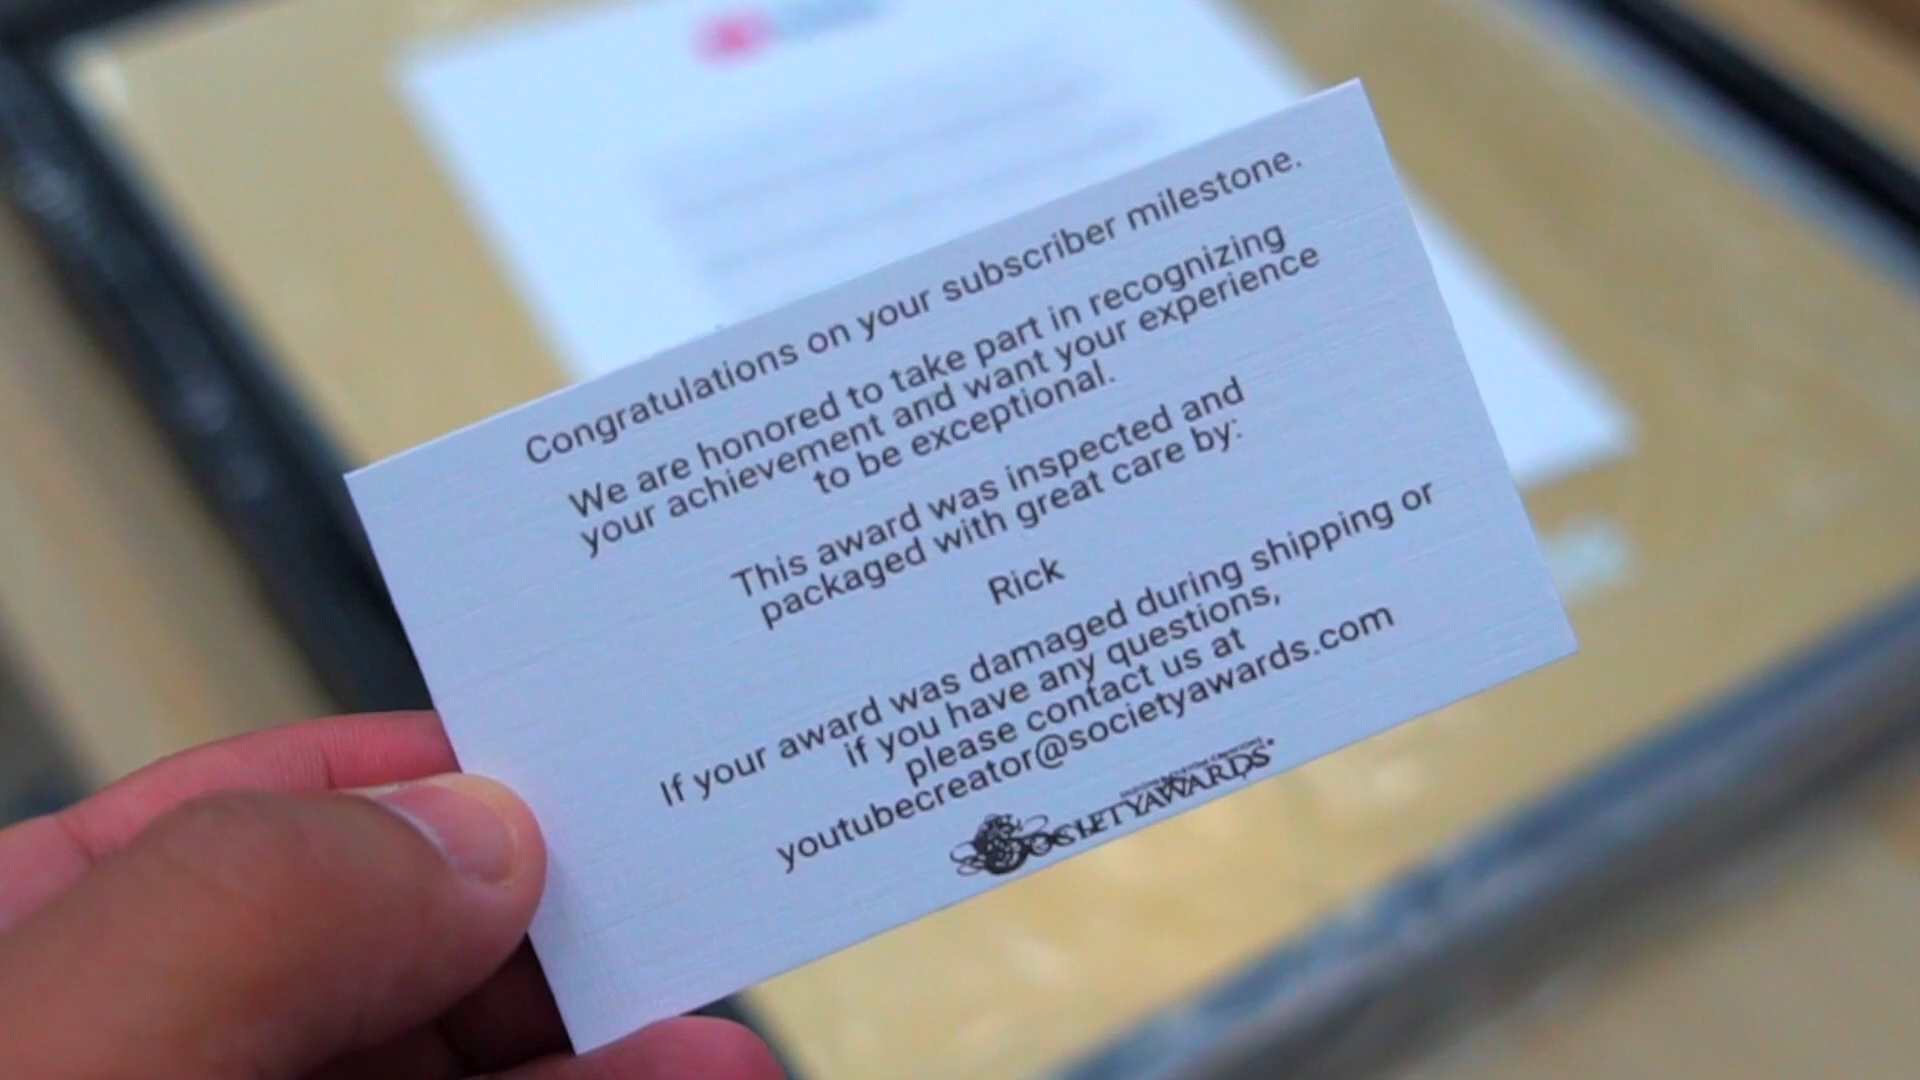 Congratulations on your subscriber milestone.
We are honored to take part in recognizing
your achievement and want your experience
to be exceptional.
This award was inspected and
packaged with great care by:
Rick
If your award was damaged during shipping or
if you have any questions,
please contact us at
youtubecreator@societyawards.com
SOCIETYAWARDS